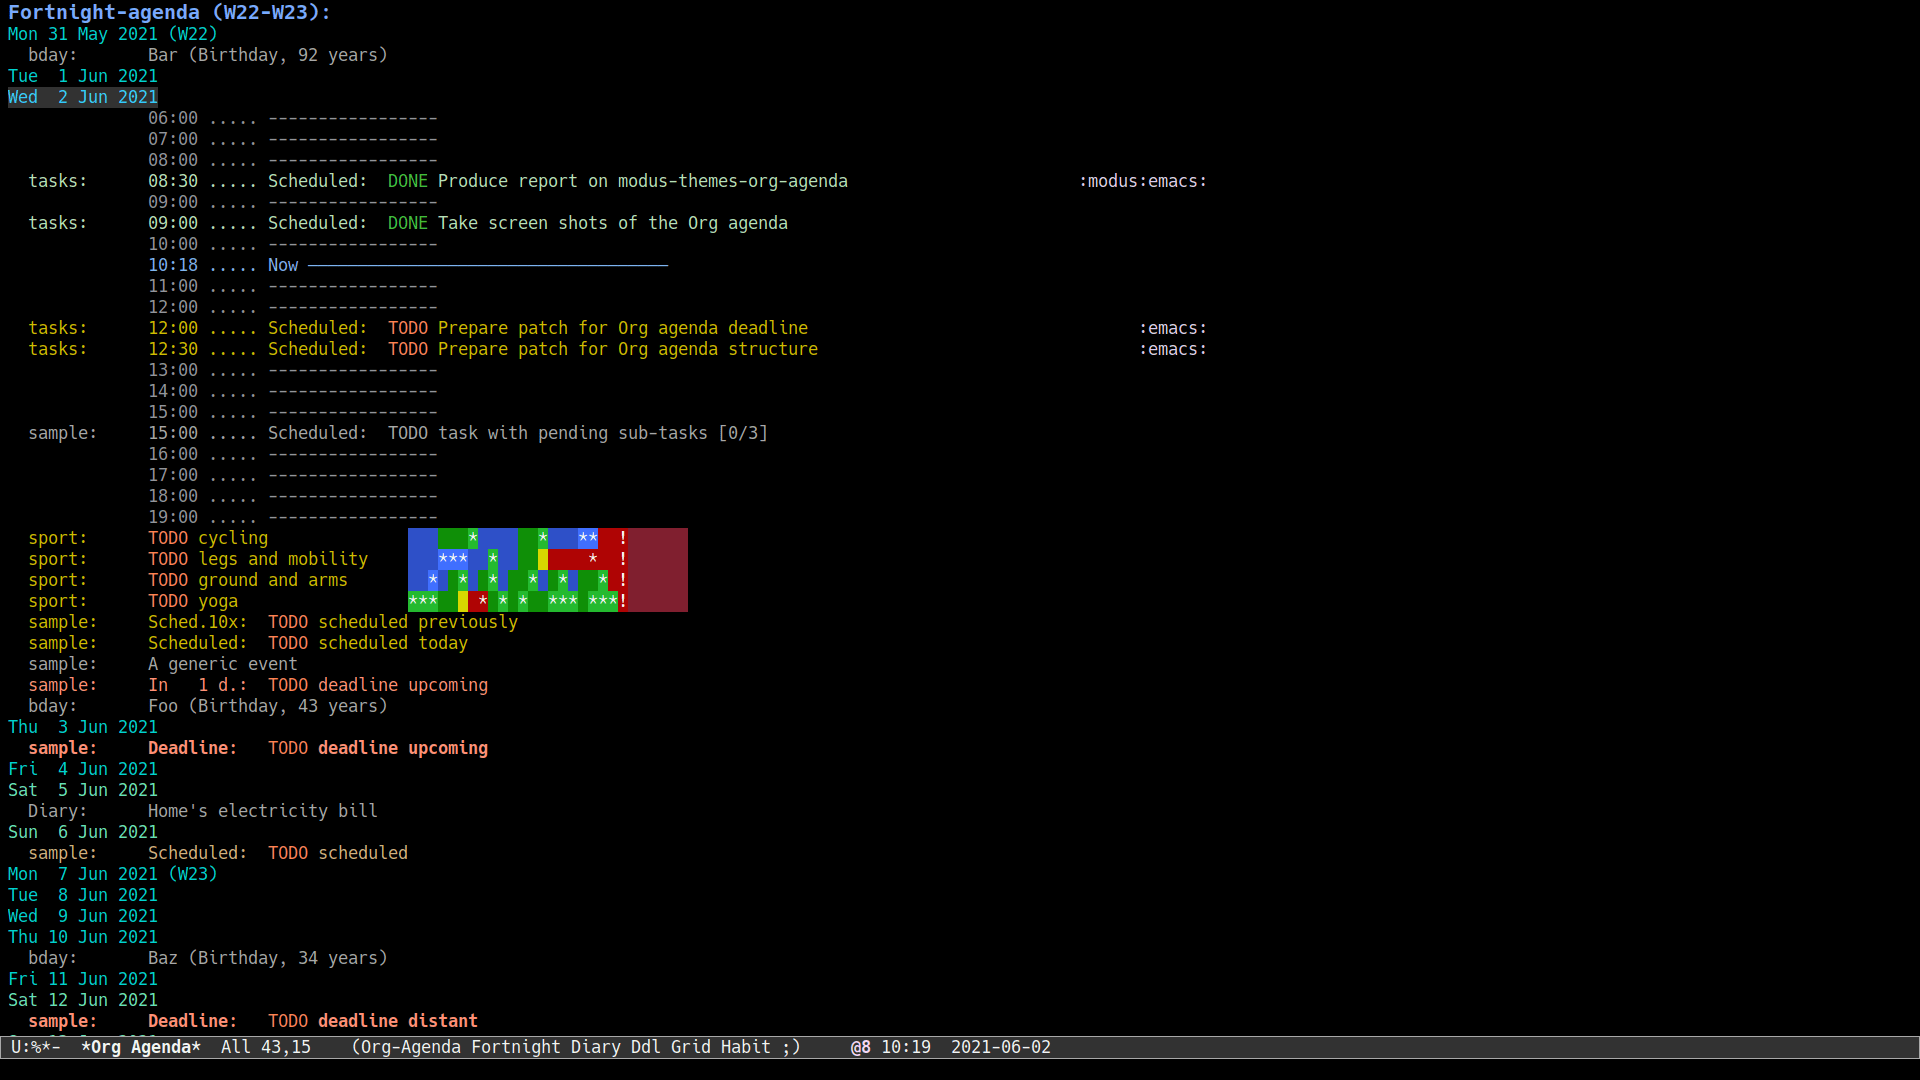 Fortnight-agenda (W22-W23):
Mon 31 May 2021 (W22)
  bday:       Bar (Birthday, 92 years)
Tue  1 Jun 2021
Wed  2 Jun 2021
              06:00 ..... -----------------
              07:00 ..... -----------------
              08:00 ..... -----------------
  tasks:      08:30 ..... Scheduled:  DONE Produce report on modus-themes-org-agenda                       :modus:emacs:
              09:00 ..... -----------------
  tasks:      09:00 ..... Scheduled:  DONE Take screen shots of the Org agenda
              10:00 ..... -----------------
              10:18 ..... Now ────────────────────────────────────
              11:00 ..... -----------------
              12:00 ..... -----------------
  tasks:      12:00 ..... Scheduled:  TODO Prepare patch for Org agenda deadline                                 :emacs:
  tasks:      12:30 ..... Scheduled:  TODO Prepare patch for Org agenda structure                                :emacs:
              13:00 ..... -----------------
              14:00 ..... -----------------
              15:00 ..... -----------------
  sample:     15:00 ..... Scheduled:  TODO task with pending sub-tasks [0/3]
              16:00 ..... -----------------
              17:00 ..... -----------------
              18:00 ..... -----------------
              19:00 ..... -----------------
  sport:      TODO cycling                    *      *   **  !
  sport:      TODO legs and mobility       ***  *         *  !
  sport:      TODO ground and arms        *  *  *   *  *   * !
  sport:      TODO yoga                 ***    * * *  *** ***!
  sample:     Sched.10x:  TODO scheduled previously
  sample:     Scheduled:  TODO scheduled today
  sample:     A generic event
  sample:     In   1 d.:  TODO deadline upcoming
  bday:       Foo (Birthday, 43 years)
Thu  3 Jun 2021
  sample:     Deadline:   TODO deadline upcoming
Fri  4 Jun 2021
Sat  5 Jun 2021
  Diary:      Home's electricity bill
Sun  6 Jun 2021
  sample:     Scheduled:  TODO scheduled
Mon  7 Jun 2021 (W23)
Tue  8 Jun 2021
Wed  9 Jun 2021
Thu 10 Jun 2021
  bday:       Baz (Birthday, 34 years)
Fri 11 Jun 2021
Sat 12 Jun 2021
  sample:     Deadline:   TODO deadline distant
U:%*-  *Org Agenda*  All 43,15    (Org-Agenda Fortnight Diary Ddl Grid Habit ;)     @8 10:19  2021-06-02